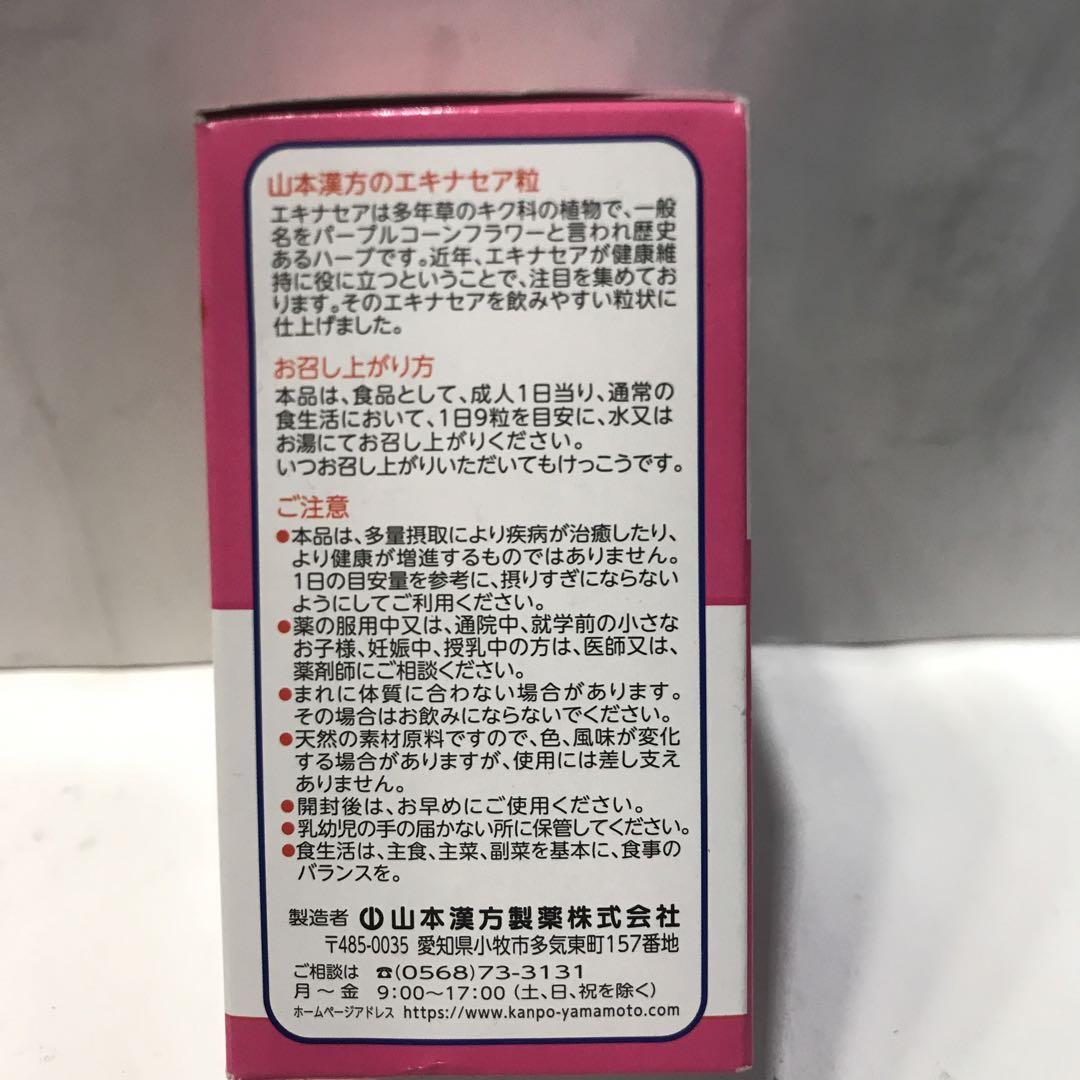 山本漢方のエキナセア粒
エキナセアは多年草のキク科の植物で、一般
名をパープルコーンフラワーと言われ歴史
あるハーブです。近年、エキナセアが健康維
持に役に立つということで、注目を集めてお
ります。そのエキナセアを飲みやすい粒状に
仕上げました。
お召し上がり方
本品は、食品として、成人1日当り、通常の
食生活において、1日9粒を目安に、水又は
お湯にてお召し上がりください。
いつお召し上がりいただいてもけっこうです。
ご注意
●本品は、多量摂取により疾病が治癒したり、
より健康が増進するものではありません。
1日の目安量を参考に、摂りすぎにならない
ようにしてご利用ください。
●薬の服用中又は、通院中、就学前の小さな
お子様、妊娠中、授乳中の方は、医師又は、
薬剤師にご相談ください。
●まれに体質に合わない場合があります。
その場合はお飲みにならないでください。
●天然の素材原料ですので、色、風味が変化
する場合がありますが、使用には差し支え
ありません。
●開封後は、お早めにご使用ください。
●乳幼児の手の届かない所に保管してください。
●食生活は、主食、主菜、副菜を基本に、食事の
バランスを。
製造者 山本漢方製薬株式会社
〒485-0035 愛知県小牧市多気東町157番地
ご相談は ☎(0568)73-3131
月～金 9:00～17:00 (土、日、祝を除く)
ホームページアドレス https://www.kanpo-yamamoto.com